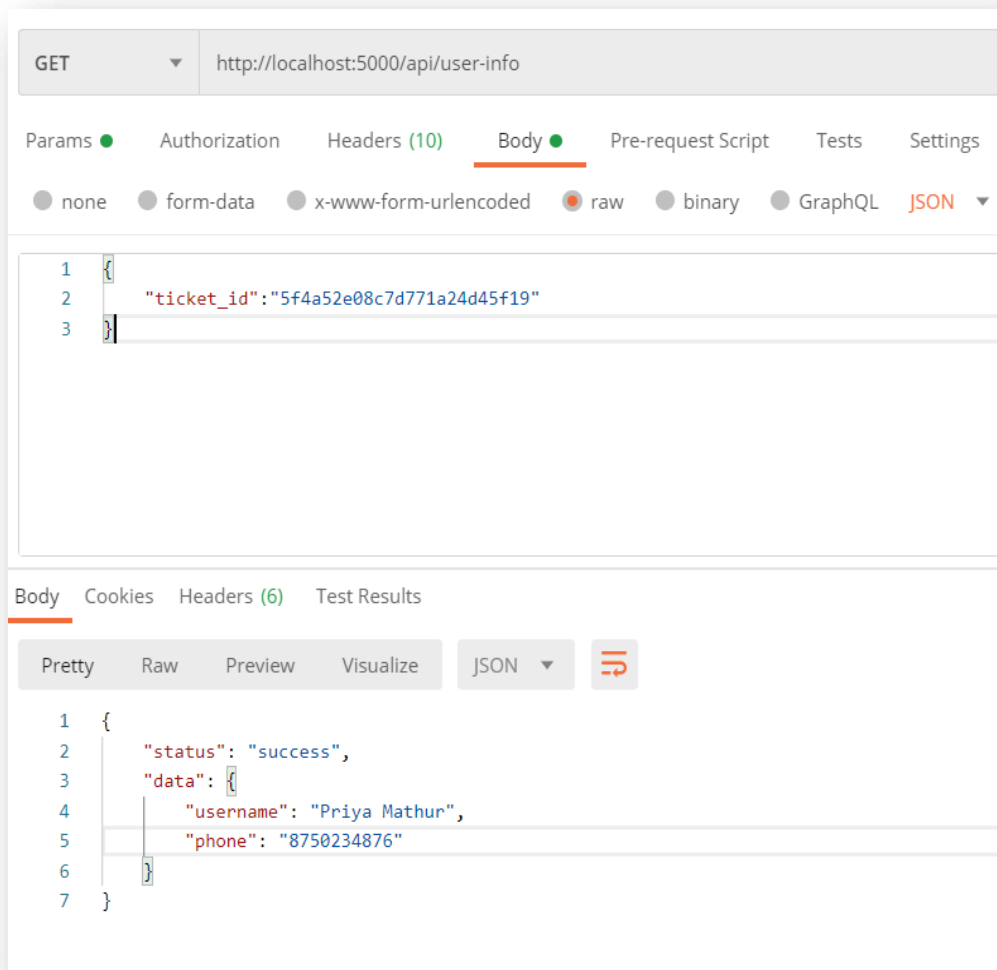 GET http://localhost:5000/api/user-info
Params Authorization Headers (10) Body Pre-request Script Tests Settings
none form-data x-www-form-urlencoded raw binary GraphQL JSON
1 {
2 "ticket_id":"5f4a52e08c7d771a24d45f19"
3 }
Body Cookies Headers (6) Test Results
Pretty Raw Preview Visualize JSON
1 {
2 "status": "success",
3 "data": {
4 "username": "Priya Mathur",
5 "phone": "8750234876"
6 }
7 }